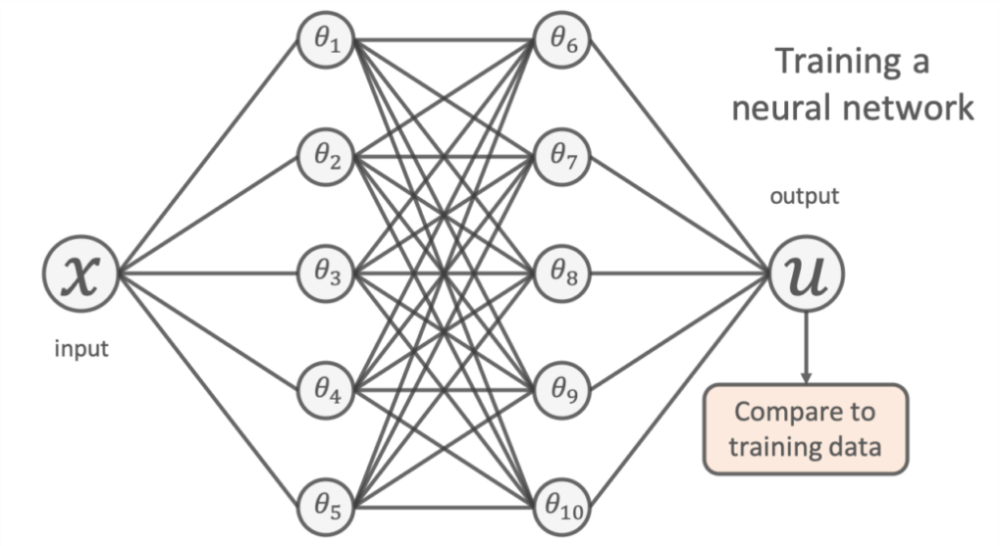 Training a
neural network
x
input
θ₁
θ₂
θ₃
θ₄
θ₅
θ₆
θ₇
θ₈
θ₉
θ₁₀
output
u
Compare to
training data